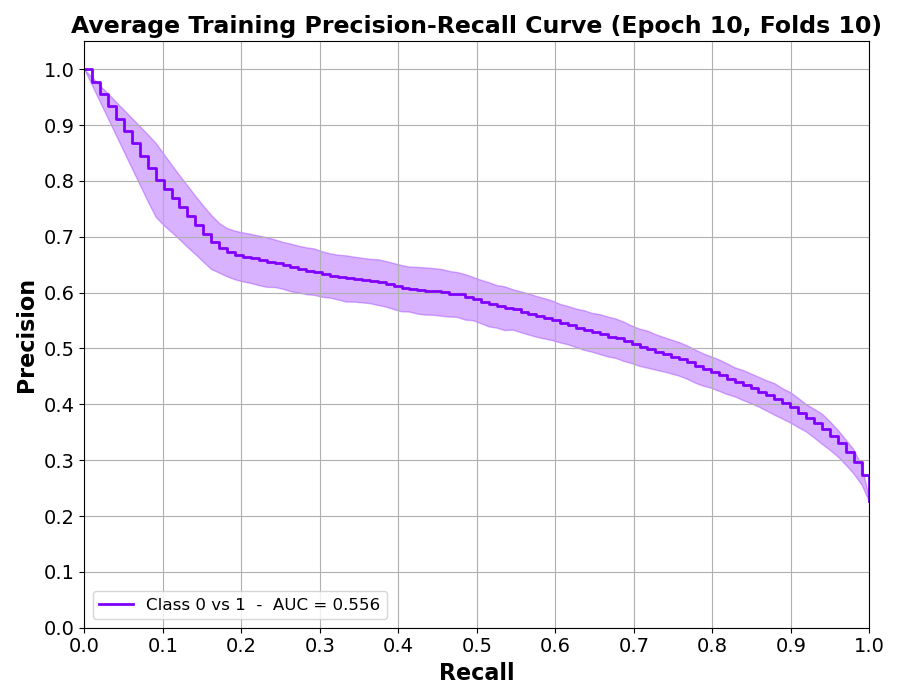 Average Training Precision-Recall Curve (Epoch 10, Folds 10)
Precision
1.0
0.9
0.8
0.7
0.6
0.5
0.4
0.3
0.2
0.1
0.0
Class 0 vs 1 - AUC = 0.556
0.0 0.1 0.2 0.3 0.4 0.5 0.6 0.7 0.8 0.9 1.0
Recall